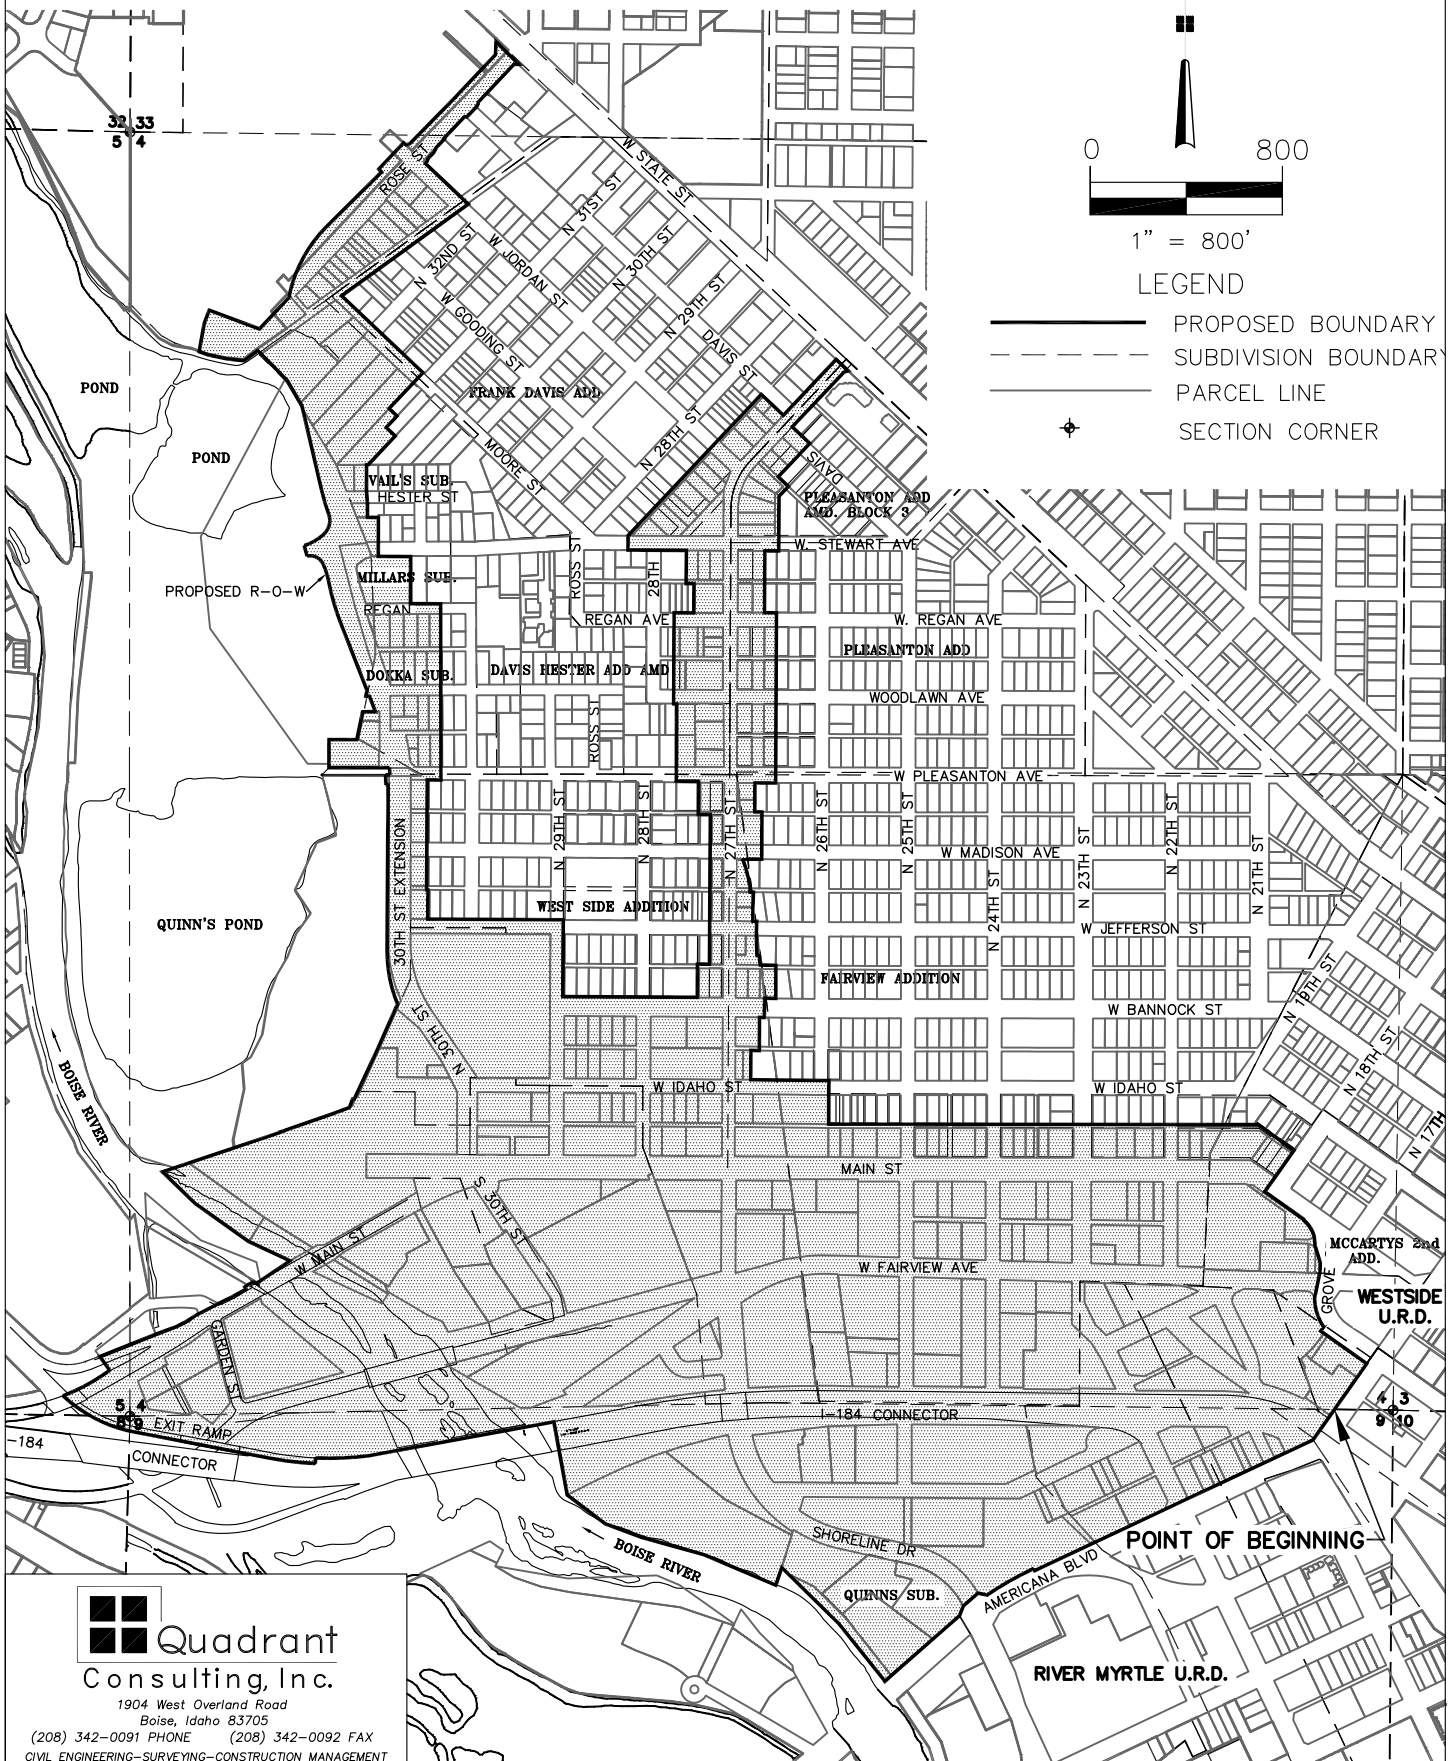 32 33
5 4
0 800
1" = 800'
LEGEND
PROPOSED BOUNDARY
SUBDIVISION BOUNDARY
PARCEL LINE
SECTION CORNER
ROSE ST
W STATE ST
N 32ND S
W JORDAN ST
N 31ST ST
N 30TH ST
W GOODING ST
N 29TH ST
DAVIS ST
POND
FRANK DAVIS ADD
N 28TH ST
MOORE ST
POND
VAIL'S SUB.
HESTER ST
DAVIS
PLEASANTON ADD
AMD. BLOCK 3
W. STEWART AVE
PROPOSED R-O-W
MILLARS SUB.
ROSS ST
28TH
REGAN
REGAN AVE
W. REGAN AVE
PLEASANTON ADD
DOKKA SUB.
DAVIS HESTER ADD AMD
WOODLAWN AVE
ROSS ST
W PLEASANTON AVE
30TH ST EXTENSION
N 29TH ST
N 28TH ST
N 27TH ST
N 26TH ST
N 25TH ST
W MADISON AVE
N 24TH ST
N 23TH ST
N 22TH ST
N 21TH ST
QUINN'S POND
WEST SIDE ADDITION
W JEFFERSON ST
FAIRVIEW ADDITION
N 19TH ST
W BANNOCK ST
N 30TH ST
N 18TH ST
BOISE RIVER
W IDAHO ST
W IDAHO ST
N 17TH
MAIN ST
S 30TH ST
W MAIN ST
W FAIRVIEW AVE
MCCARTYS 2nd
ADD.
GROVE
WESTSIDE
U.R.D.
GARDEN ST
5 4
8 9
EXIT RAMP
I-184 CONNECTOR
4 3
9 10
-184
CONNECTOR
SHORELINE DR
POINT OF BEGINNING
BOISE RIVER
AMERICANA BLVD
QUINNS SUB.
RIVER MYRTLE U.R.D.
Quadrant
Consulting, Inc.
1904 West Overland Road
Boise, Idaho 83705
(208) 342-0091 PHONE (208) 342-0092 FAX
CIVIL ENGINEERING-SURVEYING-CONSTRUCTION MANAGEMENT